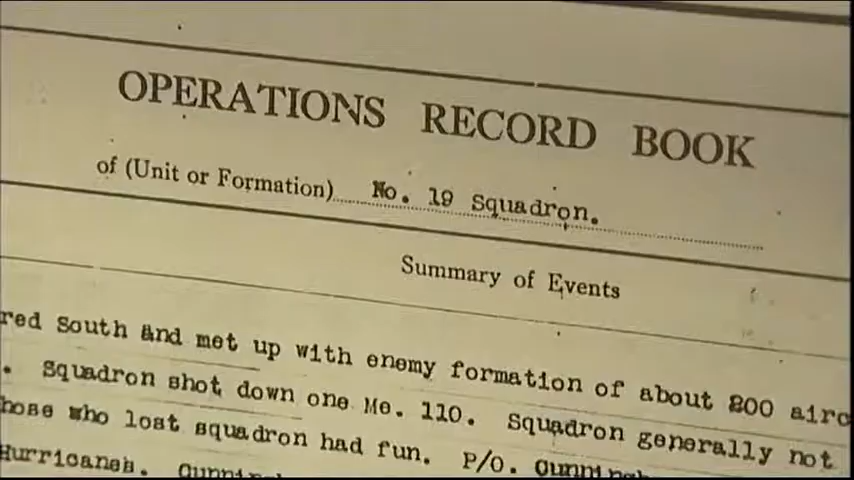 OPERATIONS RECORD BOOK
of (Unit or Formation) No. 19 Squadron.
Summary of Events
red South and met up with enemy formation of about 200 airc
. Squadron shot down one Me. 110. Squadron generally not
hose who lost squadron had fun. P/O. Cunningh
Hurricanes. Cunningh